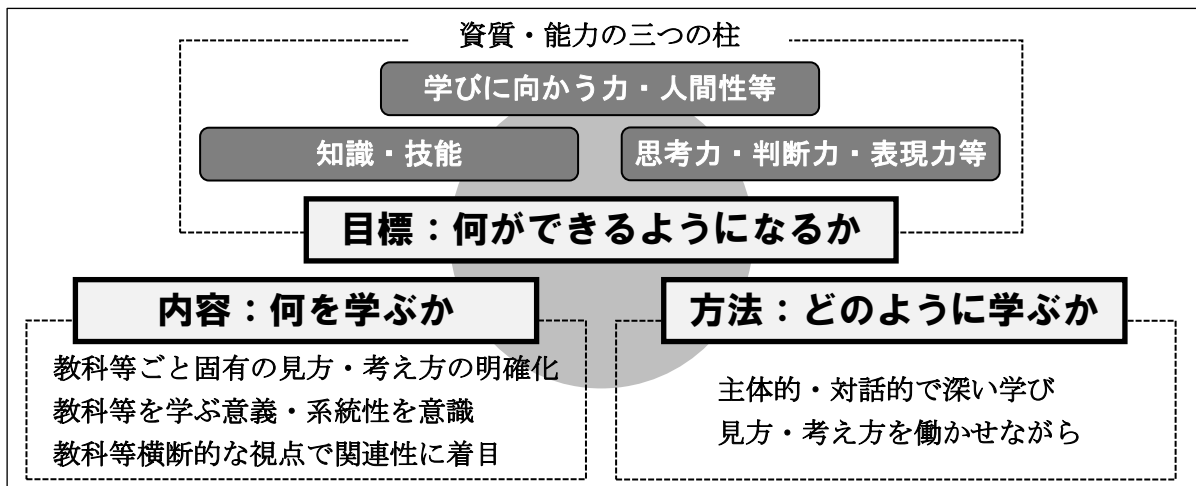 資質・能力の三つの柱
学びに向かう力・人間性等
知識・技能
思考力・判断力・表現力等
目標：何ができるようになるか
内容：何を学ぶか
教科等ごと固有の見方・考え方の明確化
教科等を学ぶ意義・系統性を意識
教科等横断的な視点で関連性に着目
方法：どのように学ぶか
主体的・対話的で深い学び
見方・考え方を働かせながら